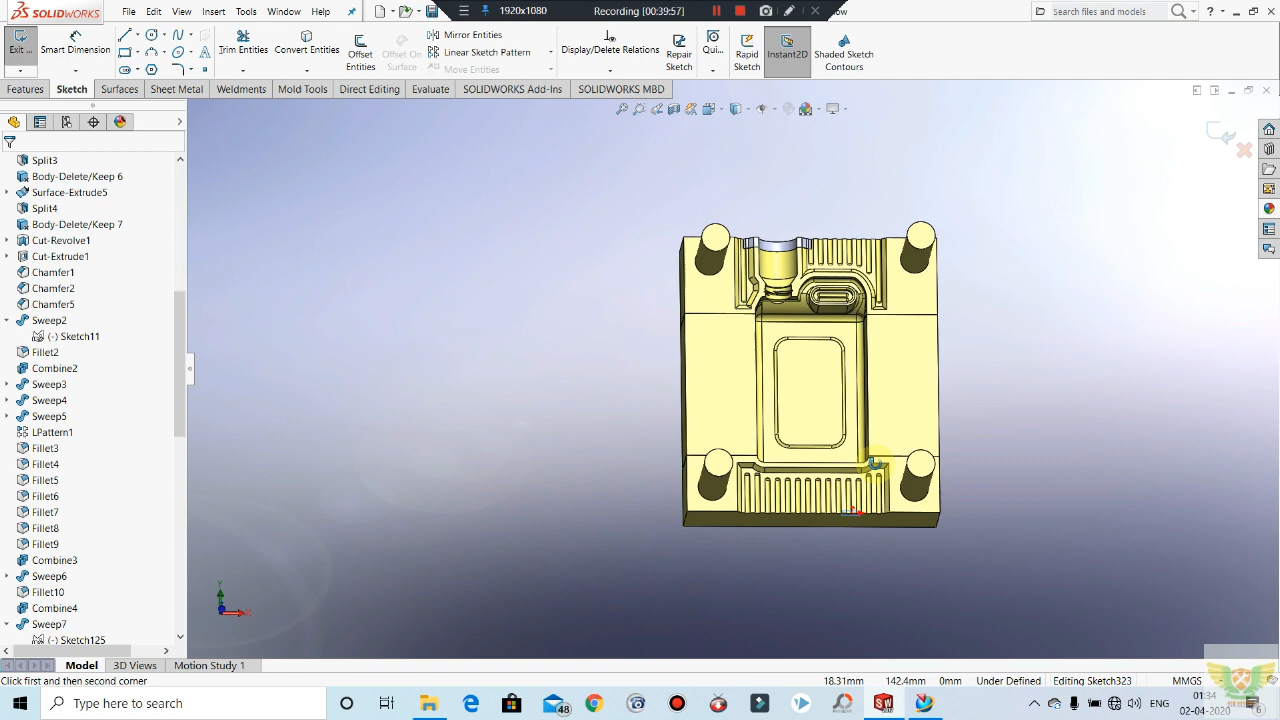 SOLIDWORKS
File
Edit
View
Insert
Tools
Window
1920x1080
Recording [00:39:57]
ow
Search files and models
Exit ...
Smart Dimension
Trim Entities
Convert Entities
Offset Entities
Offset On Surface
Mirror Entities
Linear Sketch Pattern
Move Entities
Display/Delete Relations
Repair Sketch
Qui...
Rapid Sketch
Instant2D
Shaded Sketch Contours
Features
Sketch
Surfaces
Sheet Metal
Weldments
Mold Tools
Direct Editing
Evaluate
SOLIDWORKS Add-Ins
SOLIDWORKS MBD
Split3
Body-Delete/Keep 6
Surface-Extrude5
Split4
Body-Delete/Keep 7
Cut-Revolve1
Cut-Extrude1
Chamfer1
Chamfer2
Chamfer5
Sweep2
(-) Sketch11
Fillet2
Combine2
Sweep3
Sweep4
Sweep5
LPattern1
Fillet3
Fillet4
Fillet5
Fillet6
Fillet7
Fillet8
Fillet9
Combine3
Sweep6
Fillet10
Combine4
Sweep7
(-) Sketch125
Y
Model
3D Views
Motion Study 1
Click first and then second corner
18.31mm
142.4mm
0mm
Under Defined
Editing Sketch323
MMGS
Type here to search
48
ENG
01:34
02-04-2020